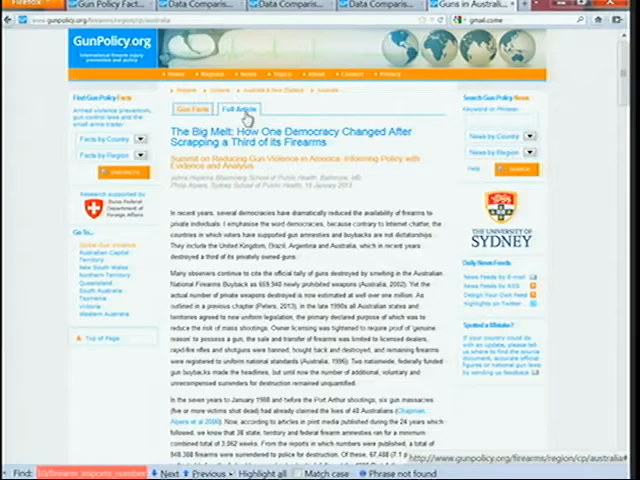 Firefox
Gun Policy Fact...
Data Comparis...
Data Comparis...
Data Comparis...
Guns in Australi...
www.gunpolicy.org/firearms/region/cp/australia
gmail.come
GunPolicy.org
International firearm injury
prevention and policy
Home Regions News Topics About Contact Privacy
Find Gun Policy Facts
Armed violence prevention,
gun control laws and the
small arms trade:
Facts by Country
Facts by Region
Research supported by
Swiss Federal
Department of
Foreign Affairs
Go To...
Global Gun Violence
Australian Capital
Territory
New South Wales
Northern Territory
Queensland
South Australia
Tasmania
Victoria
Western Australia
Top of Page
Gun Facts
Full Article
The Big Melt: How One Democracy Changed After
Scrapping a Third of its Firearms
Summit on Reducing Gun Violence in America: Informing Policy with
Evidence and Analysis
Johns Hopkins Bloomberg School of Public Health, Baltimore, MD
Philip Alpers, Sydney School of Public Health, 15 January 2013
In recent years, several democracies have dramatically reduced the availability of firearms to
private individuals. I emphasise the word democracies, because contrary to Internet chatter, the
countries in which voters have supported gun amnesties and buybacks are not dictatorships.
They include the United Kingdom, Brazil, Argentina and Australia, which in recent years
destroyed a third of its privately owned guns.
Many observers continue to cite the official tally of guns destroyed by smelting in the Australian
National Firearms Buyback as 659,940 newly prohibited weapons (Australia, 2002). Yet the
actual number of private weapons destroyed is now estimated at well over one million. As
outlined in a previous chapter (Peters, 2013), in the late 1990s all Australian states and
territories agreed to uniform legislation, the primary declared purpose of which was to
reduce the risk of mass shootings. Owner licensing was tightened to require proof of 'genuine
reason' to possess a gun, the sale and transfer of firearms was limited to licensed dealers,
rapid-fire rifles and shotguns were banned, bought back and destroyed, and remaining firearms
were registered to uniform national standards (Australia, 1996). Two nationwide, federally funded
gun buybacks made the headlines, but until now the number of additional, voluntary and
uncompensed surrenders for destruction remained unquantified.
In the seven years to January 1988 and before the Port Arthur shootings, six gun massacres
(five or more victims shot dead) had already claimed the lives of 40 Australians (Chapman,
Alpers et al 2006). Now, according to articles in print media published during the 24 years which
followed, we know that 38 state, territory and federal firearm amnesties ran for a minimum
combined total of 3,062 weeks. From the reports in which numbers were published, a total of
948,388 firearms were surrendered to police for destruction. Of these, 67,488 (7.1
Search Gun Policy News
Keyword or Phrase:
News by Country
News by Region
Help
SEARCH
THE UNIVERSITY OF
SYDNEY
Daily News Feeds
News Feeds by E-mail
News Feeds by RSS
Design Your Own Feed
Highlights on Twitter
Spotted a Mistake?
If your country could do
with an update, please tell
us where to find the source
document, accurate official
figures or national gun laws
by sending us feedback
http://www.gunpolicy.org/firearms/region/cp/australia#
Find: 10/firearm_imports_number Next Previous Highlight all Match case Phrase not found